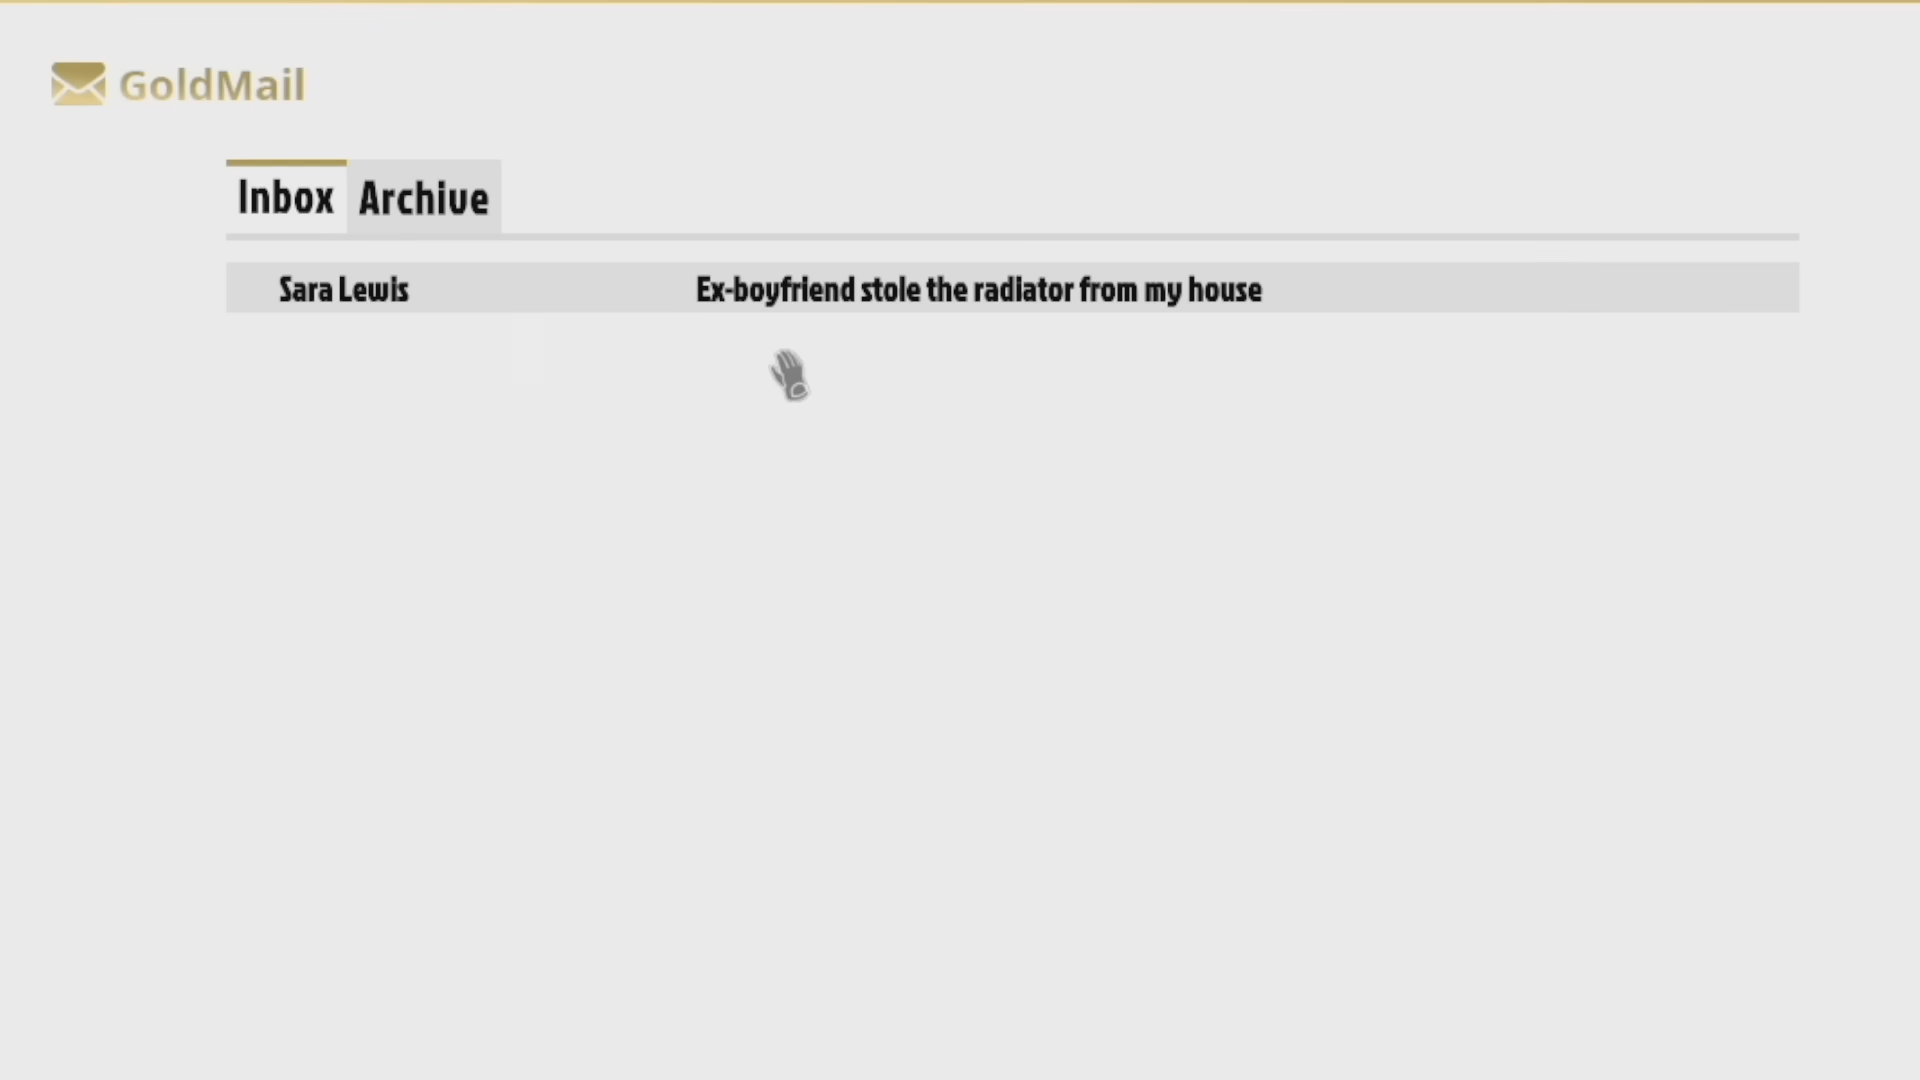 GoldMail
Inbox Archive
Sara Lewis Ex-boyfriend stole the radiator from my house